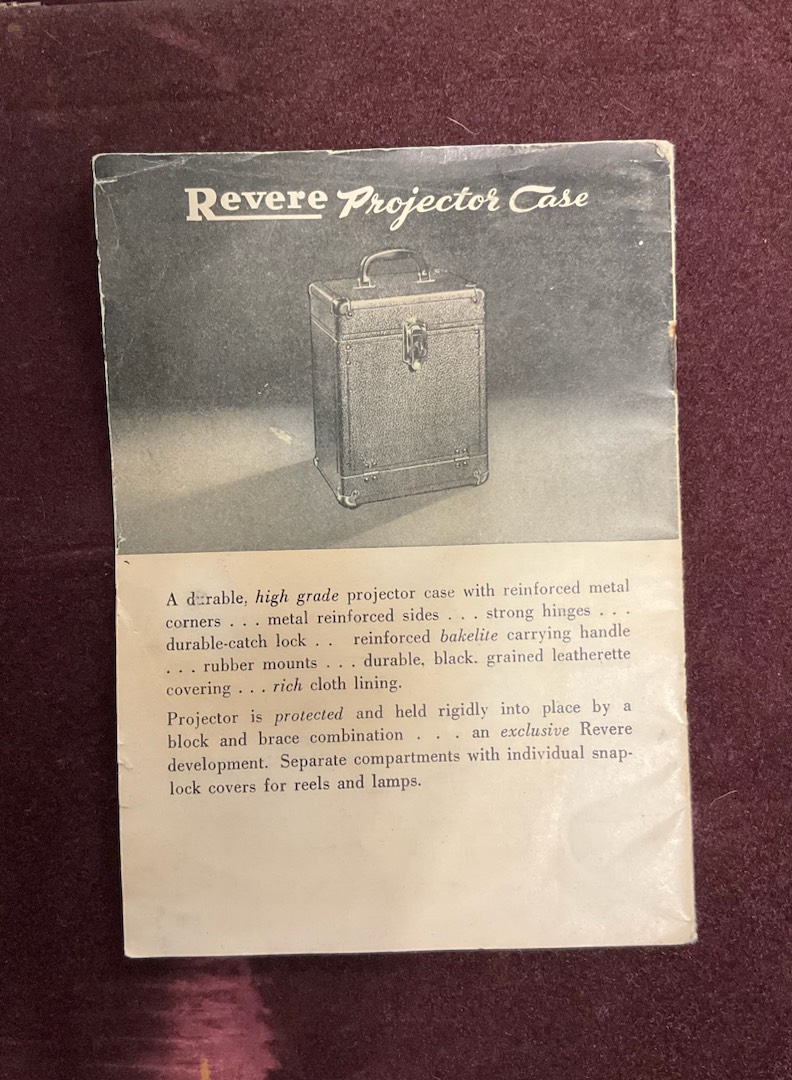 Revere Projector Case
A durable, high grade projector case with reinforced metal
corners . . . metal reinforced sides . . . strong hinges . . .
durable-catch lock . . reinforced bakelite carrying handle
. . . rubber mounts . . . durable, black. grained leatherette
covering . . . rich cloth lining.
Projector is protected and held rigidly into place by a
block and brace combination . . . an exclusive Revere
development. Separate compartments with individual snap-
lock covers for reels and lamps.